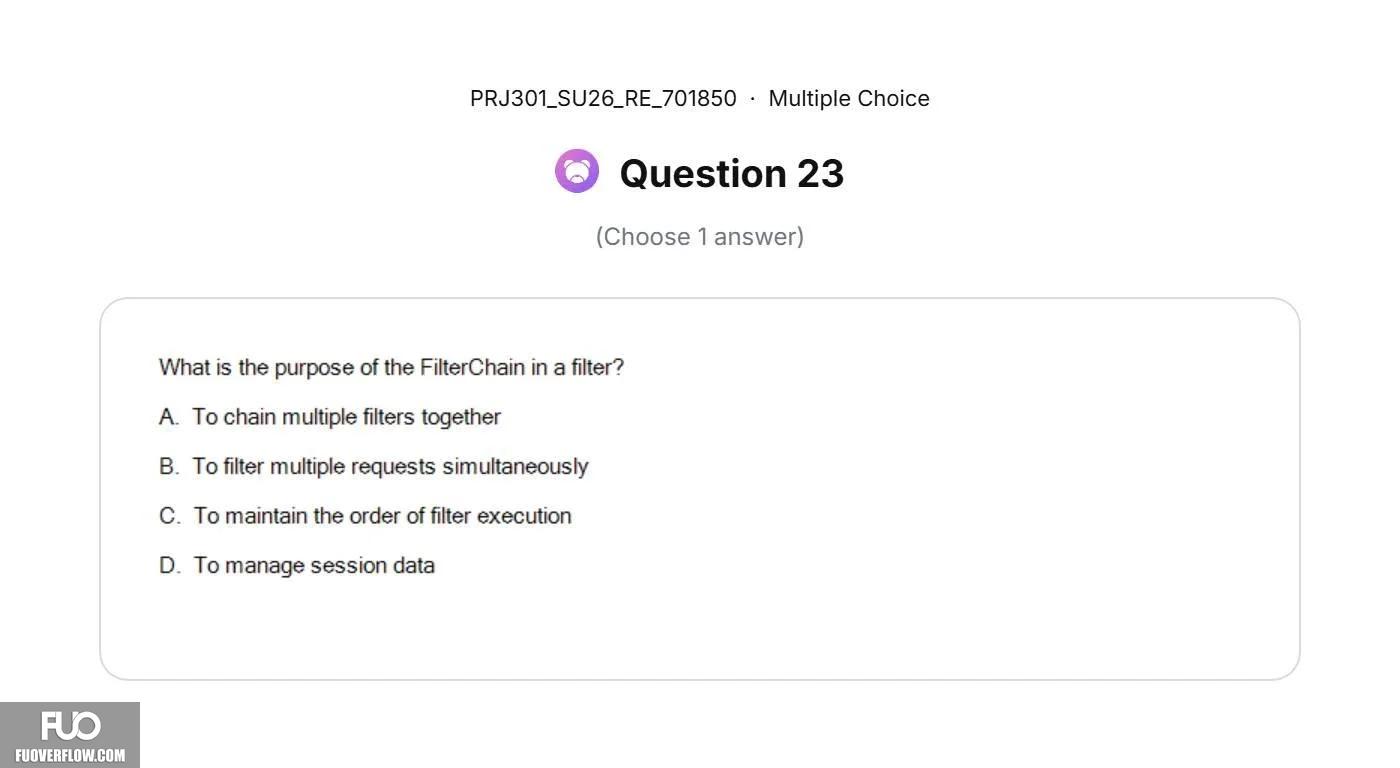 PRJ301_SU26_RE_701850 · Multiple Choice
Question 23
(Choose 1 answer)
What is the purpose of the FilterChain in a filter?
A. To chain multiple filters together
B. To filter multiple requests simultaneously
C. To maintain the order of filter execution
D. To manage session data
FUO
FUOVERFLOW.COM